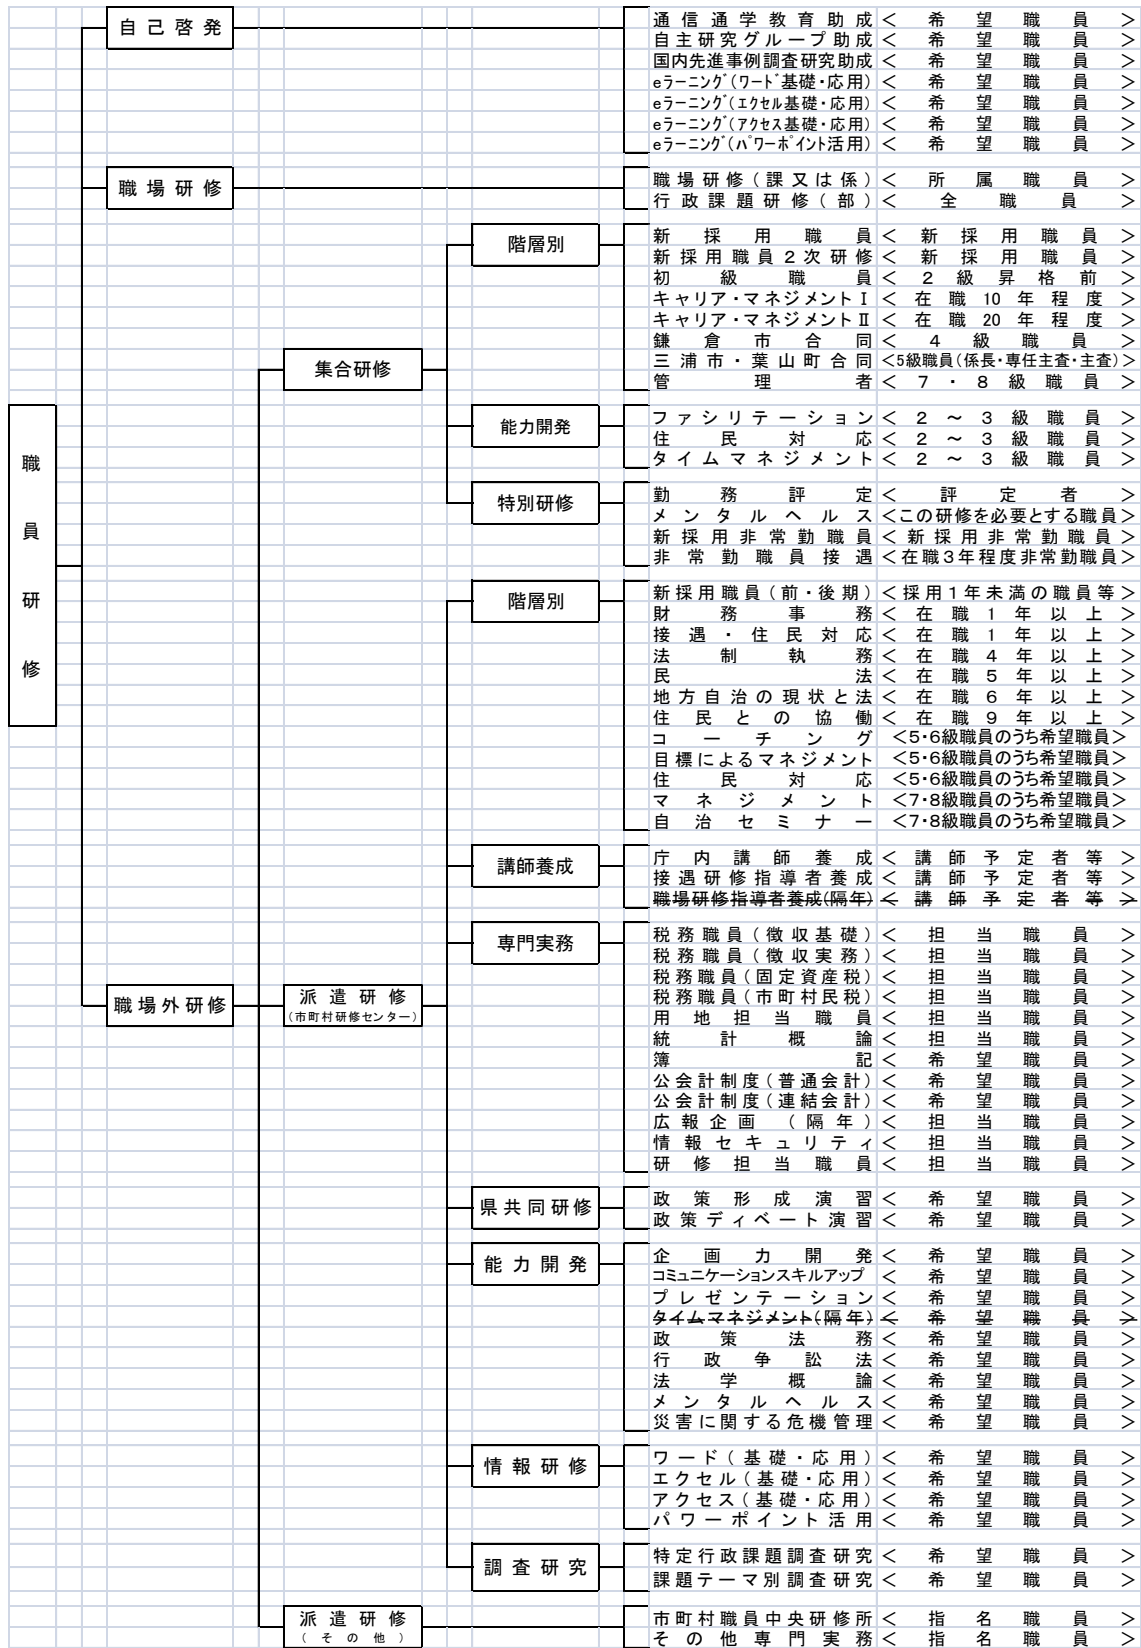 職員研修
自己啓発
通信通学教育助成＜希望職員＞
自主研究グループ助成＜希望職員＞
国内先進事例調査研究助成＜希望職員＞
eラーニング(ワード基礎・応用)＜希望職員＞
eラーニング(エクセル基礎・応用)＜希望職員＞
eラーニング(アクセス基礎・応用)＜希望職員＞
eラーニング(パワーポイント活用)＜希望職員＞
職場研修
職場研修(課又は係)＜所属職員＞
行政課題研修(部)＜全職員＞
職場外研修
集合研修
階層別
新採用職員＜新採用職員＞
新採用職員２次研修＜新採用職員＞
初級職員＜２級昇格前＞
キャリア・マネジメントⅠ＜在職10年程度＞
キャリア・マネジメントⅡ＜在職20年程度＞
鎌倉市合同＜４級職員＞
三浦市・葉山町合同＜5級職員(係長・専任主査・主査)＞
管理者＜７・８級職員＞
能力開発
ファシリテーション＜２～３級職員＞
住民対応＜２～３級職員＞
タイムマネジメント＜２～３級職員＞
特別研修
勤務評定＜評定者＞
メンタルヘルス＜この研修を必要とする職員＞
新採用非常勤職員＜新採用非常勤職員＞
非常勤職員接遇＜在職３年程度非常勤職員＞
派遣研修
(市町村研修センター)
階層別
新採用職員(前・後期)＜採用１年未満の職員等＞
財務事務＜在職１年以上＞
接遇・住民対応＜在職１年以上＞
法制執務＜在職４年以上＞
民法＜在職５年以上＞
地方自治の現状と法＜在職６年以上＞
住民との協働＜在職９年以上＞
コーチング＜5・6級職員のうち希望職員＞
目標によるマネジメント＜5・6級職員のうち希望職員＞
住民対応＜5・6級職員のうち希望職員＞
マネジメント＜7・8級職員のうち希望職員＞
自治セミナー＜7・8級職員のうち希望職員＞
講師養成
庁内講師養成＜講師予定者等＞
接遇研修指導者養成＜講師予定者等＞
職場研修指導者養成(隔年)＜講師予定者等＞
専門実務
税務職員(徴収基礎)＜担当職員＞
税務職員(徴収実務)＜担当職員＞
税務職員(固定資産税)＜担当職員＞
税務職員(市町村民税)＜担当職員＞
用地担当職員＜担当職員＞
統計概論＜担当職員＞
簿記＜希望職員＞
公会計制度(普通会計)＜希望職員＞
公会計制度(連結会計)＜希望職員＞
広報企画(隔年)＜担当職員＞
情報セキュリティ＜担当職員＞
研修担当職員＜担当職員＞
県共同研修
政策形成演習＜希望職員＞
政策ディベート演習＜希望職員＞
能力開発
企画力開発＜希望職員＞
コミュニケーションスキルアップ＜希望職員＞
プレゼンテーション＜希望職員＞
タイムマネジメント(隔年)＜希望職員＞
政策法務＜希望職員＞
行政争訟法＜希望職員＞
法学概論＜希望職員＞
メンタルヘルス＜希望職員＞
災害に関する危機管理＜希望職員＞
情報研修
ワード(基礎・応用)＜希望職員＞
エクセル(基礎・応用)＜希望職員＞
アクセス(基礎・応用)＜希望職員＞
パワーポイント活用＜希望職員＞
調査研究
特定行政課題調査研究＜希望職員＞
課題テーマ別調査研究＜希望職員＞
派遣研修
(その他)
市町村職員中央研修所＜指名職員＞
その他専門実務＜指名職員＞